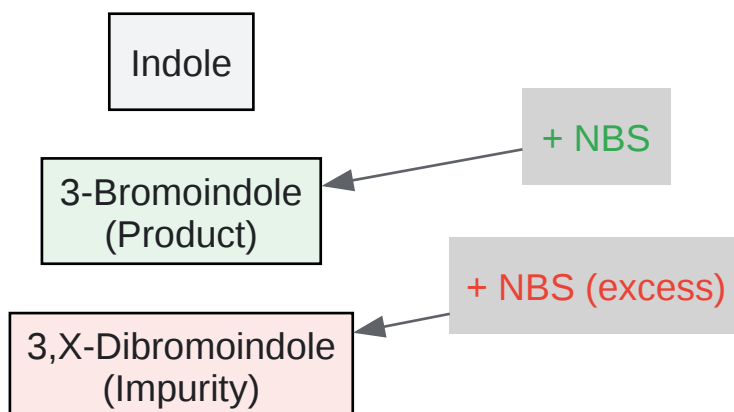 Indole
+ NBS
3-Bromoindole
(Product)
+ NBS (excess)
3,X-Dibromoindole
(Impurity)